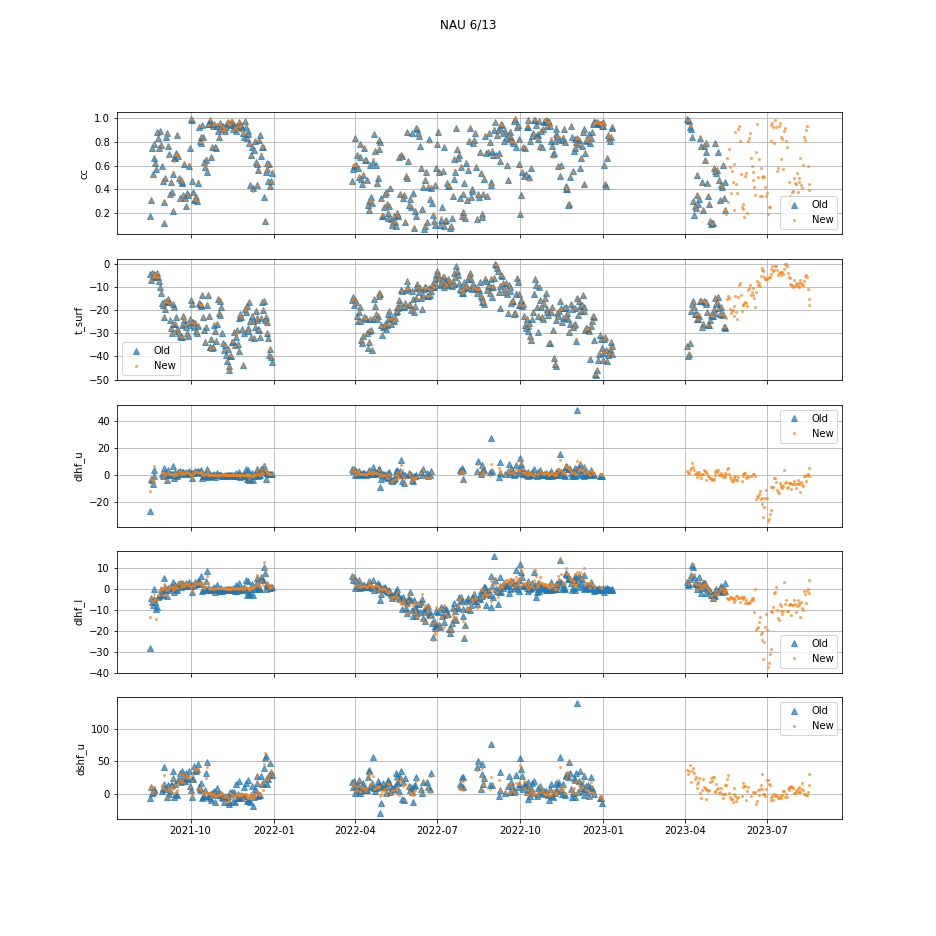 NAU 6/13
1.0
0.8
0.6
0.4
0.2
cc
Old
New
0
−10
−20
−30
−40
−50
t_surf
Old
New
40
20
0
−20
dlhf_u
Old
New
10
0
−10
−20
−30
−40
dlhf_l
Old
New
100
50
0
dshf_u
Old
New
2021-10
2022-01
2022-04
2022-07
2022-10
2023-01
2023-04
2023-07